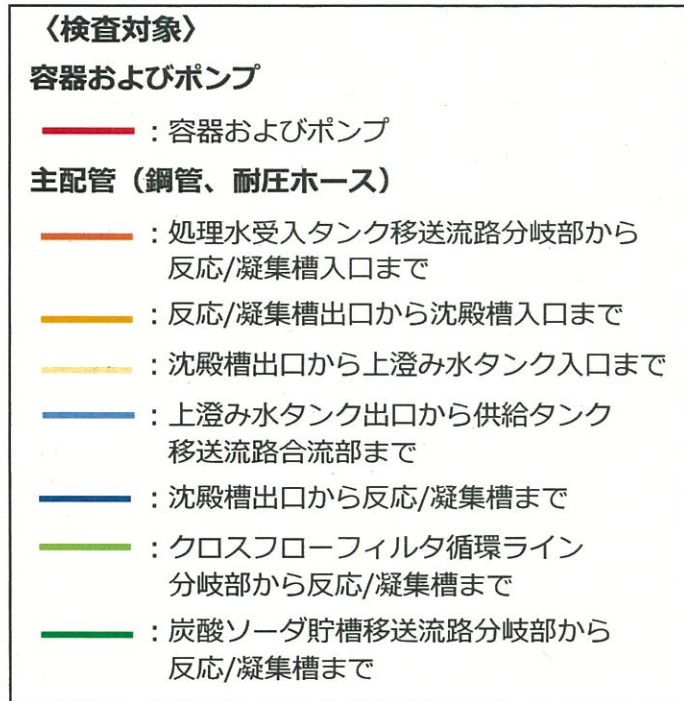 〈検査対象〉
容器およびポンプ
：容器およびポンプ
主配管（鋼管、耐圧ホース）
：処理水受入タンク移送流路分岐部から
反応/凝集槽入口まで
：反応/凝集槽出口から沈殿槽入口まで
：沈殿槽出口から上澄み水タンク入口まで
：上澄み水タンク出口から供給タンク
移送流路合流部まで
：沈殿槽出口から反応/凝集槽まで
：クロスフローフィルタ循環ライン
分岐部から反応/凝集槽まで
：炭酸ソーダ貯槽移送流路分岐部から
反応/凝集槽まで